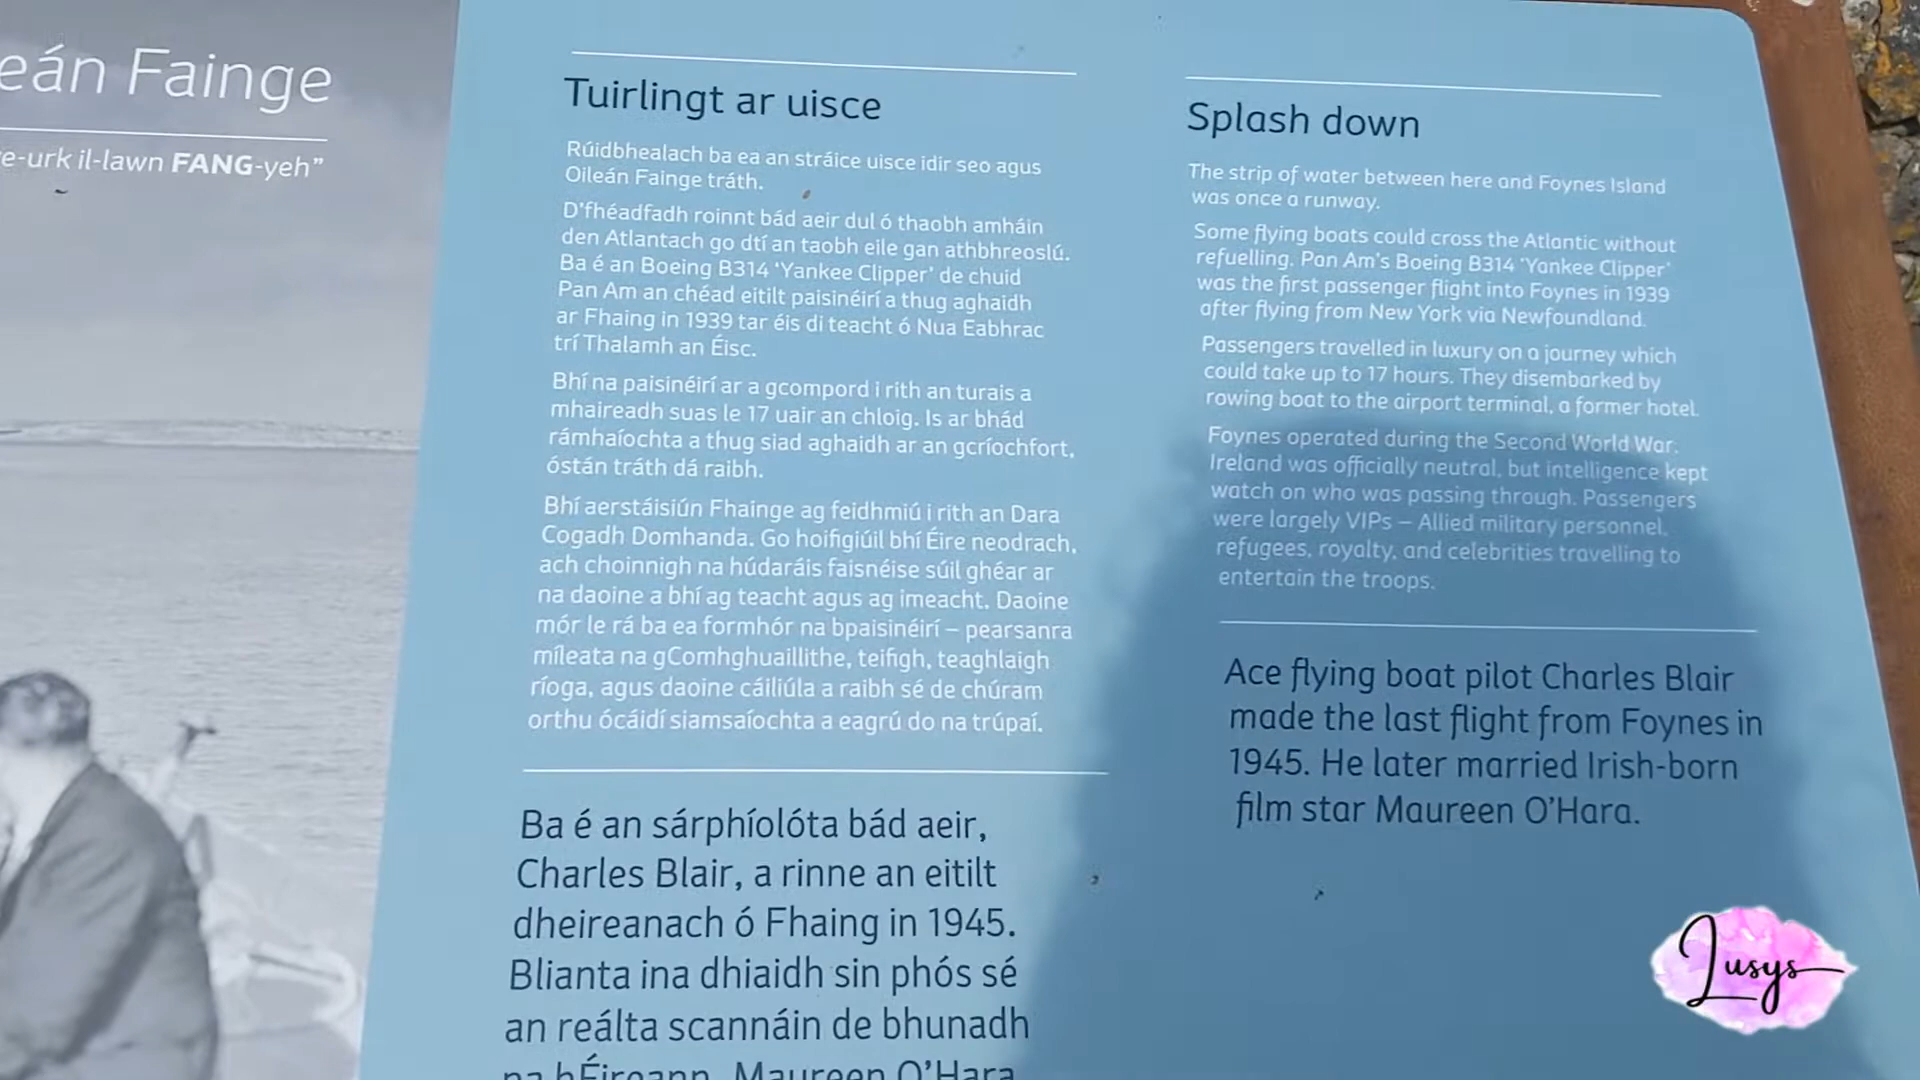 eán Fainge
e-urk il-lawn FANG-yeh”
Tuirlingt ar uisce
Rúidbhealach ba ea an stráice uisce idir seo agus
Oileán Fainge tráth.
D’fhéadfadh roinnt bád aeir dul ó thaobh amháin
den Atlantach go dtí an taobh eile gan athbhreoslú.
Ba é an Boeing B314 ‘Yankee Clipper’ de chuid
Pan Am an chéad eitilt paisinéirí a thug aghaidh
ar Fhaing in 1939 tar éis di teacht ó Nua Eabhrac
trí Thalamh an Éisc.
Bhí na paisinéirí ar a gcompord i rith an turais a
mhaireadh suas le 17 uair an chloig. Is ar bhád
rámhaíochta a thug siad aghaidh ar an gcríochfort,
óstán tráth dá raibh.
Bhí aerstáisiún Fhainge ag feidhmiú i rith an Dara
Cogadh Domhanda. Go hoifigiúil bhí Éire neodrach,
ach choinnigh na húdaráis faisnéise súil ghéar ar
na daoine a bhí ag teacht agus ag imeacht. Daoine
mór le rá ba ea formhór na bpaisinéirí – pearsanra
míleata na gComhghuaillithe, teifigh, teaghlaigh
ríoga, agus daoine cáiliúla a raibh sé de chúram
orthu ócáidí siamsaíochta a eagrú do na trúpaí.
Ba é an sárphíolóta bád aeir,
Charles Blair, a rinne an eitilt
dheireanach ó Fhaing in 1945.
Blianta ina dhiaidh sin phós sé
an reálta scannáin de bhunadh
na hÉireann, Maureen O’Hara.
Splash down
The strip of water between here and Foynes Island
was once a runway.
Some flying boats could cross the Atlantic without
refuelling. Pan Am’s Boeing B314 ‘Yankee Clipper’
was the first passenger flight into Foynes in 1939
after flying from New York via Newfoundland.
Passengers travelled in luxury on a journey which
could take up to 17 hours. They disembarked by
rowing boat to the airport terminal, a former hotel.
Foynes operated during the Second World War.
Ireland was officially neutral, but intelligence kept
watch on who was passing through. Passengers
were largely VIPs – Allied military personnel,
refugees, royalty, and celebrities travelling to
entertain the troops.
Ace flying boat pilot Charles Blair
made the last flight from Foynes in
1945. He later married Irish-born
film star Maureen O’Hara.
Lusys